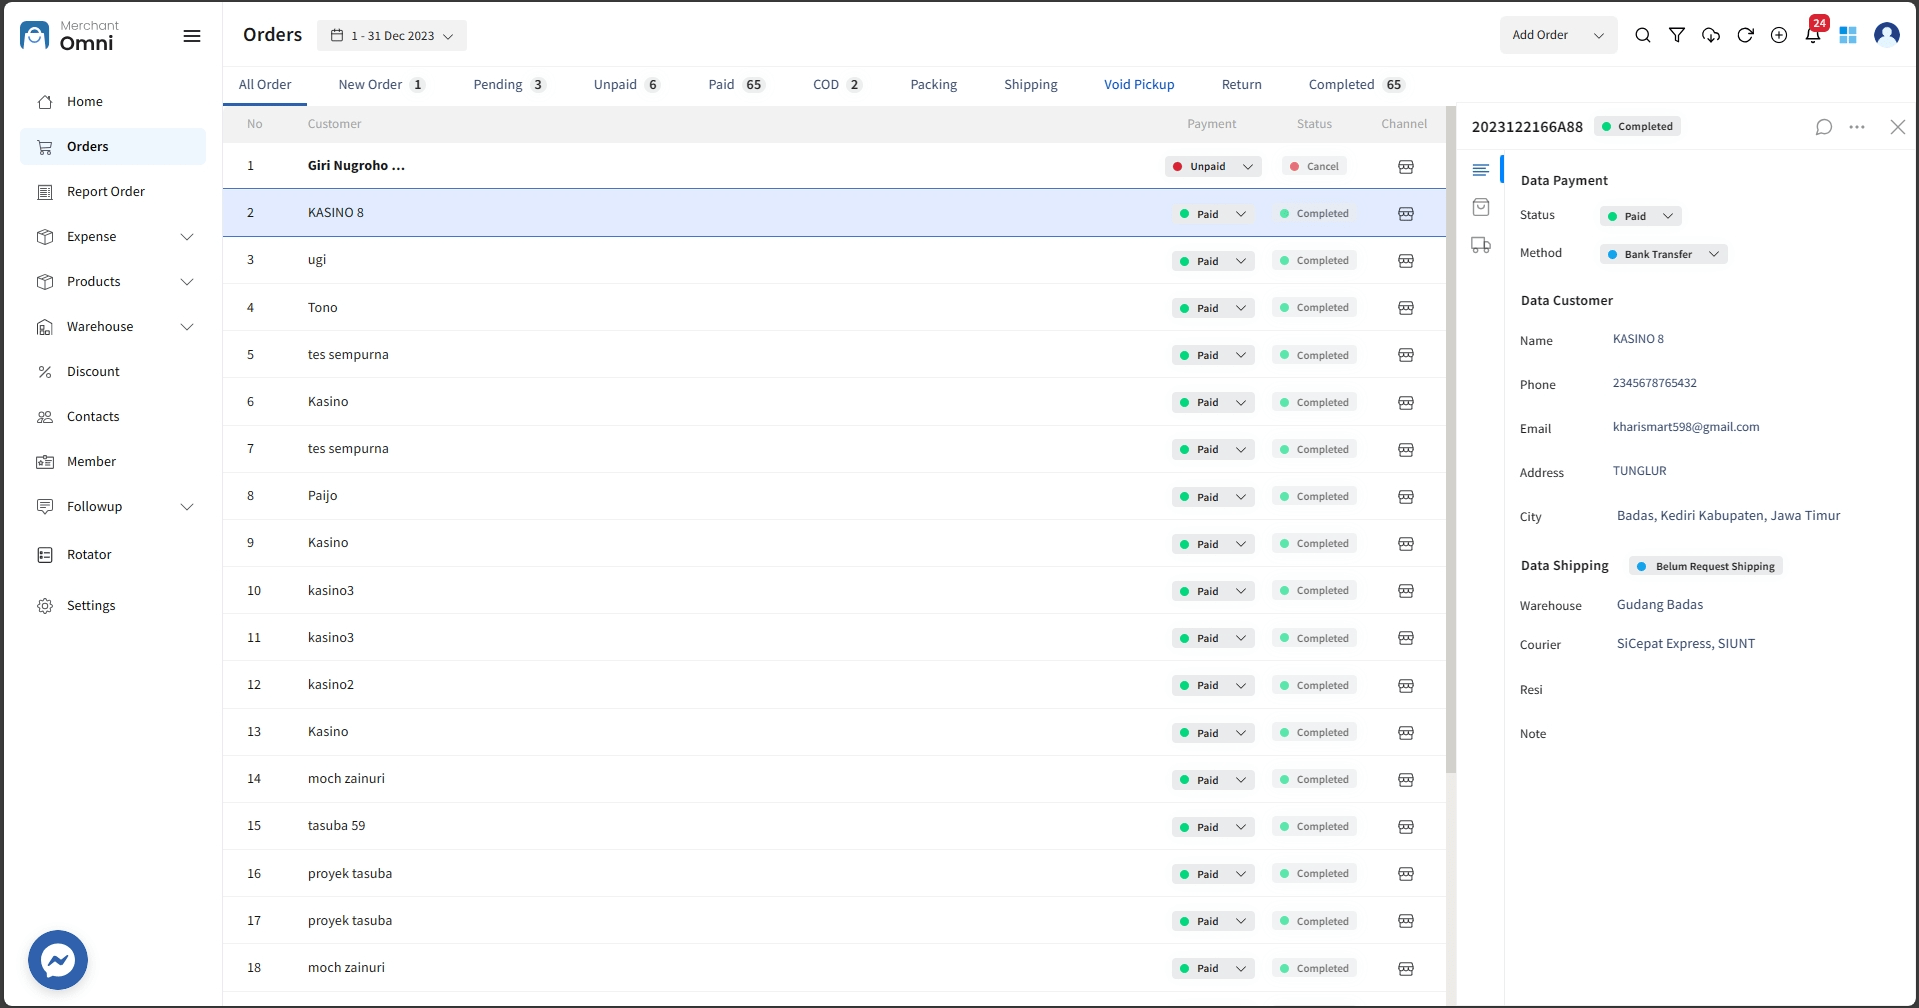 Merchant
Omni
Home
Orders
Report Order
Expense
Products
Warehouse
Discount
Contacts
Member
Followup
Rotator
Settings
Orders 1 - 31 Dec 2023 Add Order 24
All Order New Order 1 Pending 3 Unpaid 6 Paid 65 COD 2 Packing Shipping Void Pickup Return Completed 65
No Customer Payment Status Channel
1 Giri Nugroho ... Unpaid Cancel
2 KASINO 8 Paid Completed
3 ugi Paid Completed
4 Tono Paid Completed
5 tes sempurna Paid Completed
6 Kasino Paid Completed
7 tes sempurna Paid Completed
8 Paijo Paid Completed
9 Kasino Paid Completed
10 kasino3 Paid Completed
11 kasino3 Paid Completed
12 kasino2 Paid Completed
13 Kasino Paid Completed
14 moch zainuri Paid Completed
15 tasuba 59 Paid Completed
16 proyek tasuba Paid Completed
17 proyek tasuba Paid Completed
18 moch zainuri Paid Completed
2023122166A88 Completed
Data Payment
Status Paid
Method Bank Transfer
Data Customer
Name KASINO 8
Phone 2345678765432
Email kharismart598@gmail.com
Address TUNGLUR
City Badas, Kediri Kabupaten, Jawa Timur
Data Shipping Belum Request Shipping
Warehouse Gudang Badas
Courier SiCepat Express, SIUNT
Resi
Note